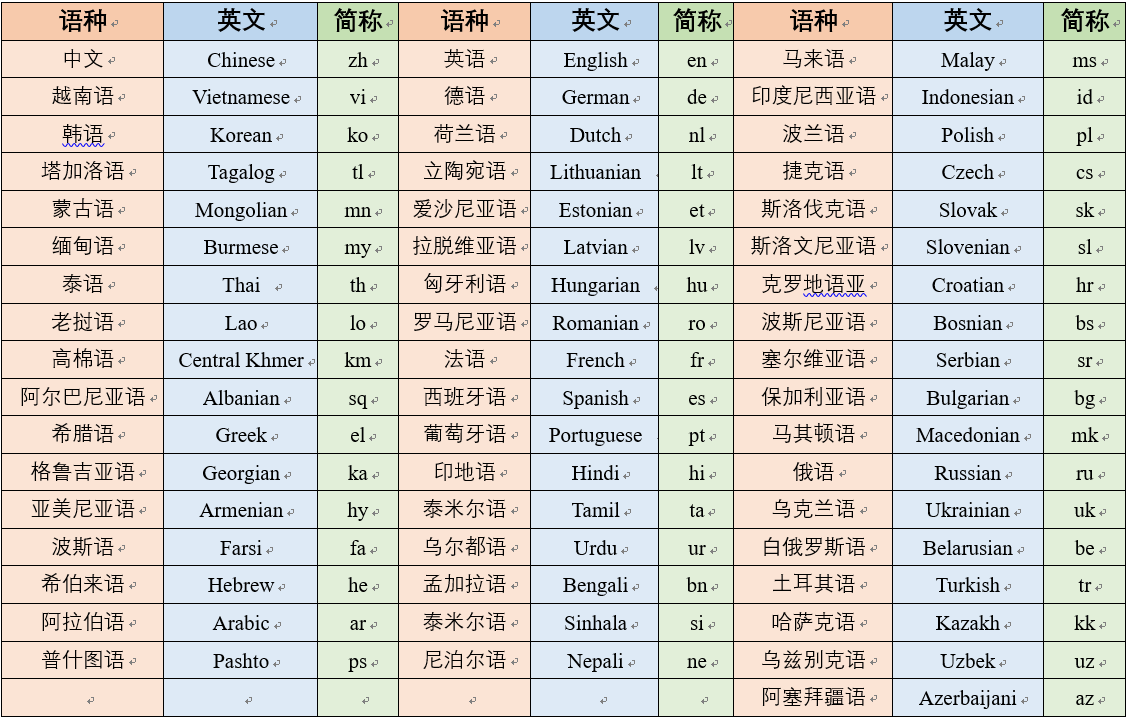 语种 英文 简称 语种 英文 简称 语种 英文 简称
中文 Chinese zh 英语 English en 马来语 Malay ms
越南语 Vietnamese vi 德语 German de 印度尼西亚语 Indonesian id
韩语 Korean ko 荷兰语 Dutch nl 波兰语 Polish pl
塔加洛语 Tagalog tl 立陶宛语 Lithuanian lt 捷克语 Czech cs
蒙古语 Mongolian mn 爱沙尼亚语 Estonian et 斯洛伐克语 Slovak sk
缅甸语 Burmese my 拉脱维亚语 Latvian lv 斯洛文尼亚语 Slovenian sl
泰语 Thai th 匈牙利语 Hungarian hu 克罗地语亚 Croatian hr
老挝语 Lao lo 罗马尼亚语 Romanian ro 波斯尼亚语 Bosnian bs
高棉语 Central Khmer km 法语 French fr 塞尔维亚语 Serbian sr
阿尔巴尼亚语 Albanian sq 西班牙语 Spanish es 保加利亚语 Bulgarian bg
希腊语 Greek el 葡萄牙语 Portuguese pt 马其顿语 Macedonian mk
格鲁吉亚语 Georgian ka 印地语 Hindi hi 俄语 Russian ru
亚美尼亚语 Armenian hy 泰米尔语 Tamil ta 乌克兰语 Ukrainian uk
波斯语 Farsi fa 乌尔都语 Urdu ur 白俄罗斯语 Belarusian be
希伯来语 Hebrew he 孟加拉语 Bengali bn 土耳其语 Turkish tr
阿拉伯语 Arabic ar 泰米尔语 Sinhala si 哈萨克语 Kazakh kk
普什图语 Pashto ps 尼泊尔语 Nepali ne 乌兹别克语 Uzbek uz
阿塞拜疆语 Azerbaijani az